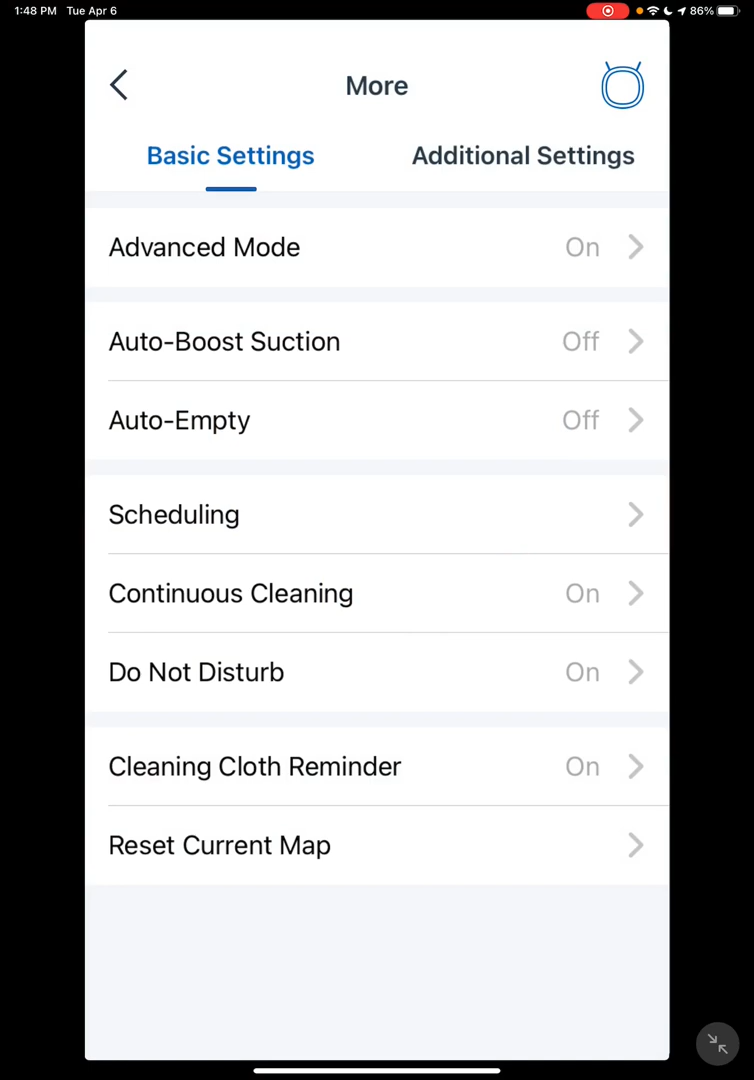 1:48 PM Tue Apr 6 86%
More
Basic Settings Additional Settings
Advanced Mode On
Auto-Boost Suction Off
Auto-Empty Off
Scheduling
Continuous Cleaning On
Do Not Disturb On
Cleaning Cloth Reminder On
Reset Current Map